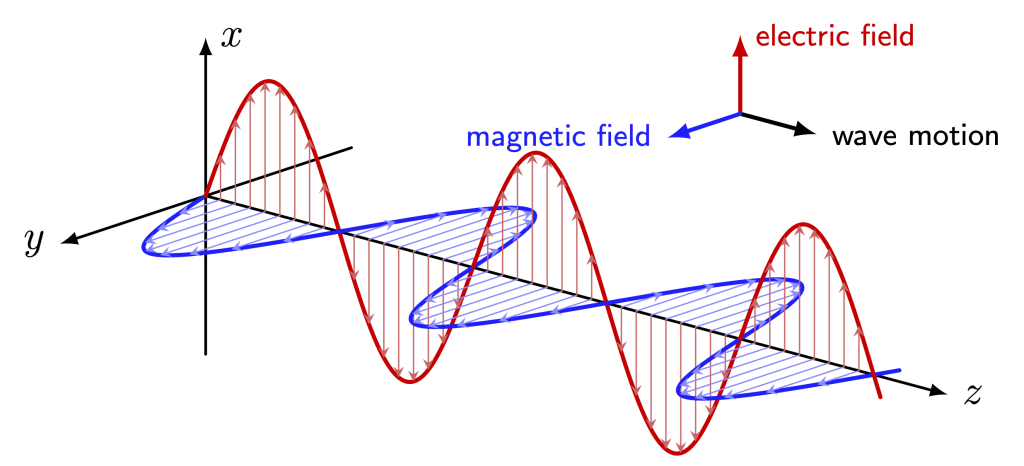 x
electric field
magnetic field
wave motion
y
z